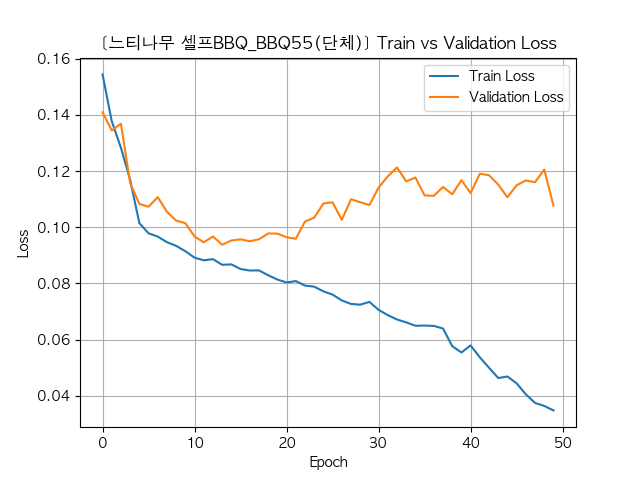 [느티나무 셀프BBQ_BBQ55(단체)] Train vs Validation Loss
Train Loss
Validation Loss
Loss
0.16
0.14
0.12
0.10
0.08
0.06
0.04
0
10
20
30
40
50
Epoch